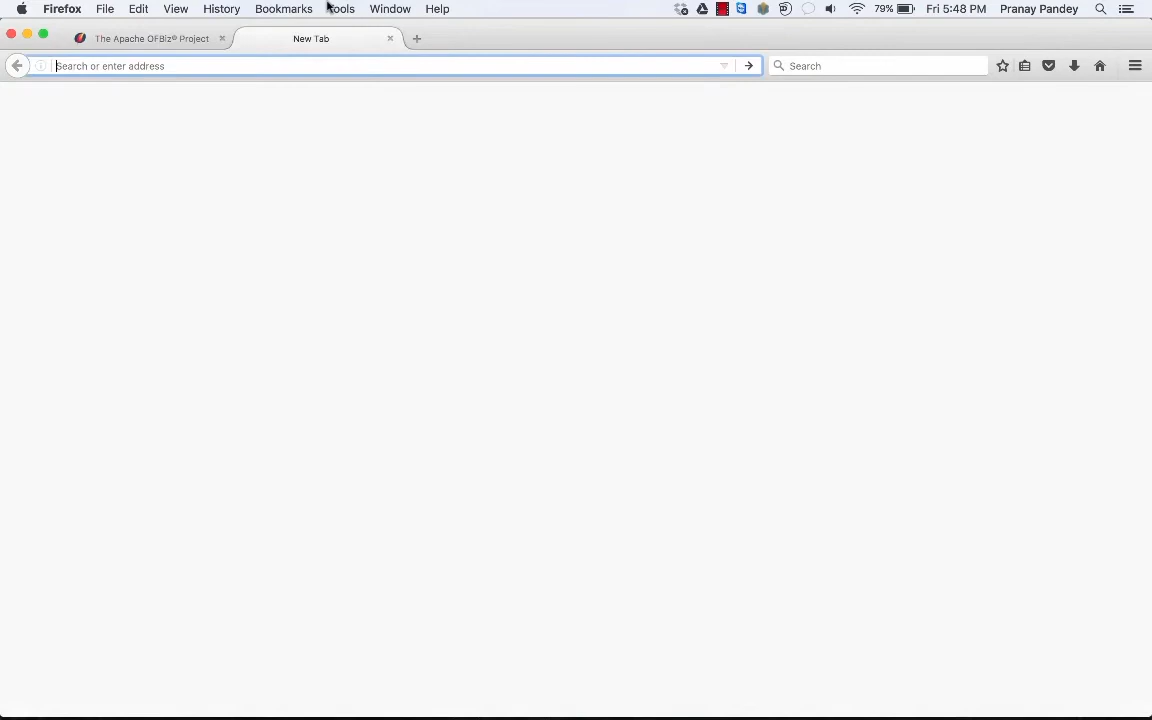 Firefox File Edit View History Bookmarks Tools Window Help 79% Fri 5:48 PM Pranay Pandey
The Apache OFBiz® Project New Tab
Search or enter address Search